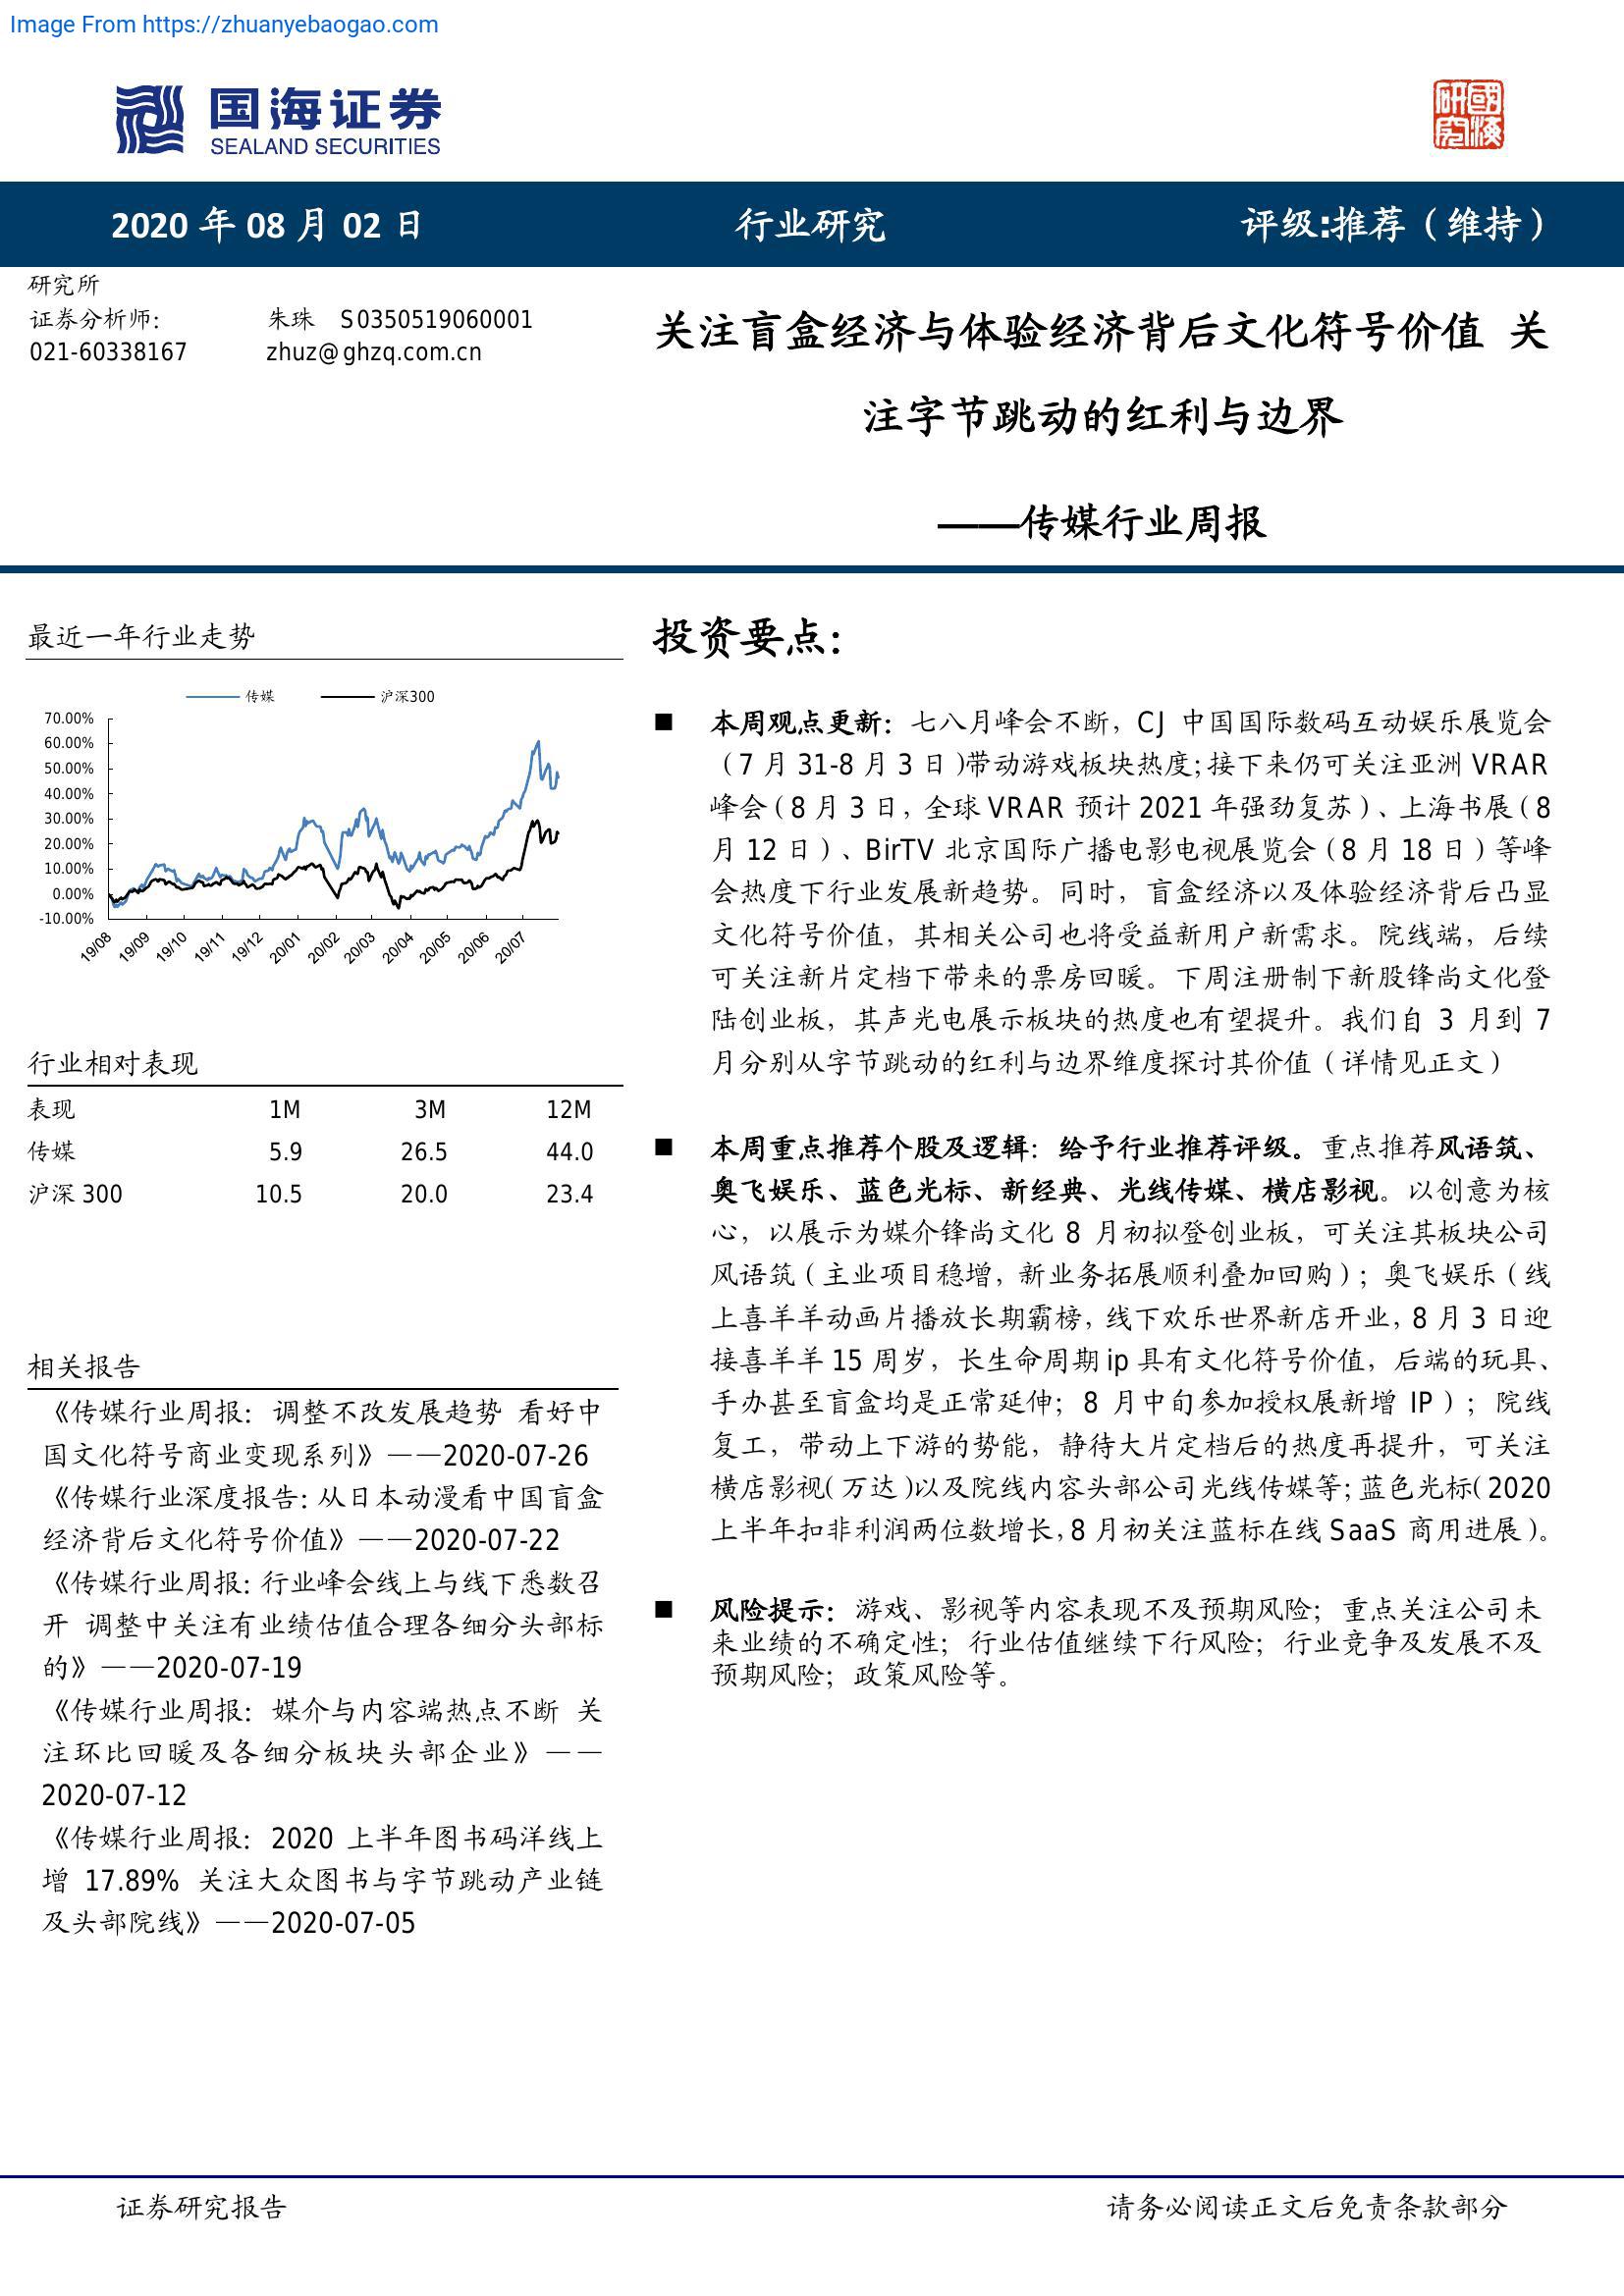 Image From https://zhuanyebaogao.com
国海证券
SEALAND SECURITIES
研究
國海
2020 年 08 月 02 日
行业研究
评级:推荐（维持）
研究所
证券分析师： 朱珠 S0350519060001
021-60338167 zhuz@ghzq.com.cn
关注盲盒经济与体验经济背后文化符号价值 关
注字节跳动的红利与边界
——传媒行业周报
最近一年行业走势
传媒 沪深300
70.00%
60.00%
50.00%
40.00%
30.00%
20.00%
10.00%
0.00%
-10.00%
19/08 19/09 19/10 19/11 19/12 20/01 20/02 20/03 20/04 20/05 20/06 20/07
行业相对表现
表现 1M 3M 12M
传媒 5.9 26.5 44.0
沪深 300 10.5 20.0 23.4
相关报告
《传媒行业周报：调整不改发展趋势 看好中
国文化符号商业变现系列》——2020-07-26
《传媒行业深度报告：从日本动漫看中国盲盒
经济背后文化符号价值》——2020-07-22
《传媒行业周报：行业峰会线上与线下悉数召
开 调整中关注有业绩估值合理各细分头部标
的》——2020-07-19
《传媒行业周报：媒介与内容端热点不断 关
注环比回暖及各细分板块头部企业》——
2020-07-12
《传媒行业周报：2020 上半年图书码洋线上
增 17.89% 关注大众图书与字节跳动产业链
及头部院线》——2020-07-05
投资要点：
■ 本周观点更新：七八月峰会不断，CJ 中国国际数码互动娱乐展览会
（7 月 31-8 月 3 日）带动游戏板块热度；接下来仍可关注亚洲 VRAR
峰会（8 月 3 日，全球 VRAR 预计 2021 年强劲复苏）、上海书展（8
月 12 日）、BirTV 北京国际广播电影电视展览会（8 月 18 日）等峰
会热度下行业发展新趋势。同时，盲盒经济以及体验经济背后凸显
文化符号价值，其相关公司也将受益新用户新需求。院线端，后续
可关注新片定档下带来的票房回暖。下周注册制下新股锋尚文化登
陆创业板，其声光电展示板块的热度也有望提升。我们自 3 月到 7
月分别从字节跳动的红利与边界维度探讨其价值（详情见正文）
■ 本周重点推荐个股及逻辑：给予行业推荐评级。重点推荐风语筑、
奥飞娱乐、蓝色光标、新经典、光线传媒、横店影视。以创意为核
心，以展示为媒介锋尚文化 8 月初拟登创业板，可关注其板块公司
风语筑（主业项目稳增，新业务拓展顺利叠加回购）；奥飞娱乐（线
上喜羊羊动画片播放长期霸榜，线下欢乐世界新店开业，8 月 3 日迎
接喜羊羊 15 周岁，长生命周期 ip 具有文化符号价值，后端的玩具、
手办甚至盲盒均是正常延伸；8 月中旬参加授权展新增 IP）；院线
复工，带动上下游的势能，静待大片定档后的热度再提升，可关注
横店影视（万达）以及院线内容头部公司光线传媒等；蓝色光标（2020
上半年扣非利润两位数增长，8 月初关注蓝标在线 SaaS 商用进展）。
■ 风险提示：游戏、影视等内容表现不及预期风险；重点关注公司未
来业绩的不确定性；行业估值继续下行风险；行业竞争及发展不及
预期风险；政策风险等。
证券研究报告
请务必阅读正文后免责条款部分